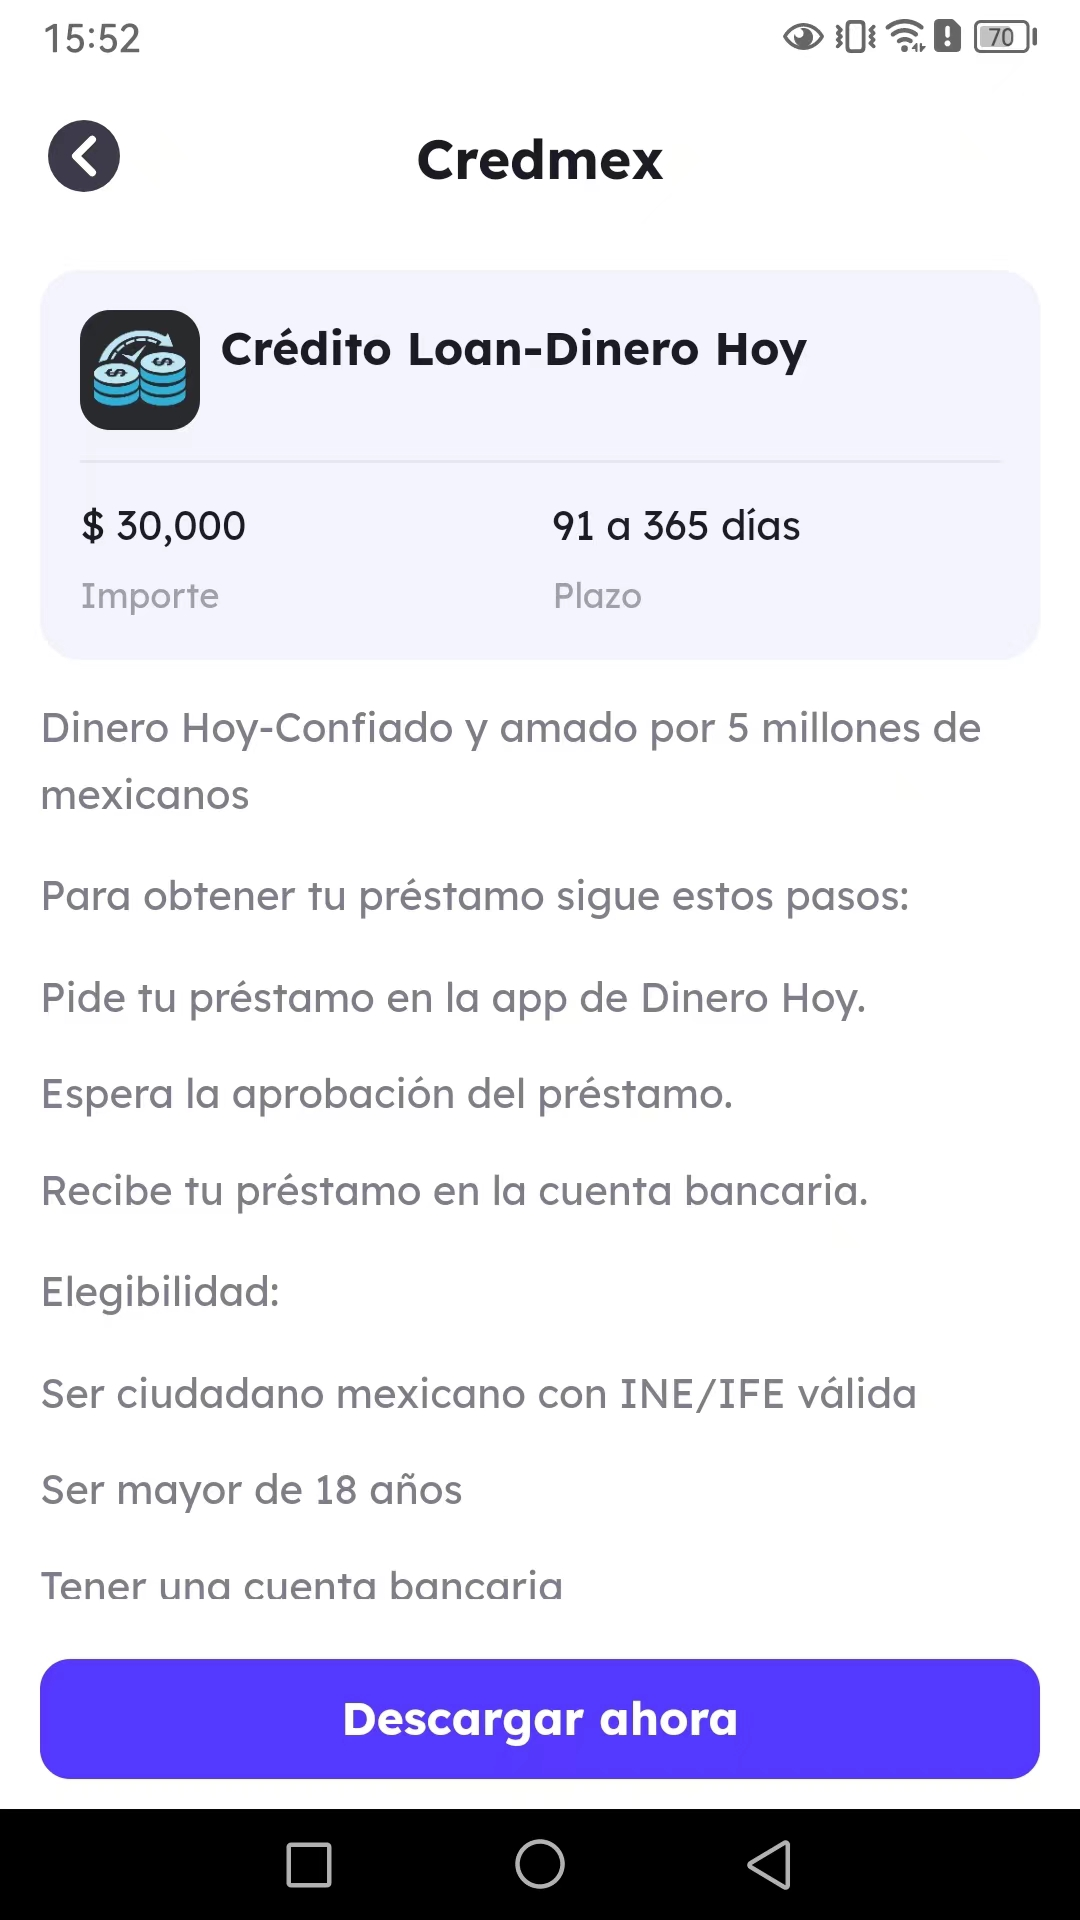 15:52
70
Credmex
Crédito Loan-Dinero Hoy
$ 30,000
91 a 365 días
Importe
Plazo
Dinero Hoy-Confiado y amado por 5 millones de
mexicanos
Para obtener tu préstamo sigue estos pasos:
Pide tu préstamo en la app de Dinero Hoy.
Espera la aprobación del préstamo.
Recibe tu préstamo en la cuenta bancaria.
Elegibilidad:
Ser ciudadano mexicano con INE/IFE válida
Ser mayor de 18 años
Tener una cuenta bancaria
Descargar ahora